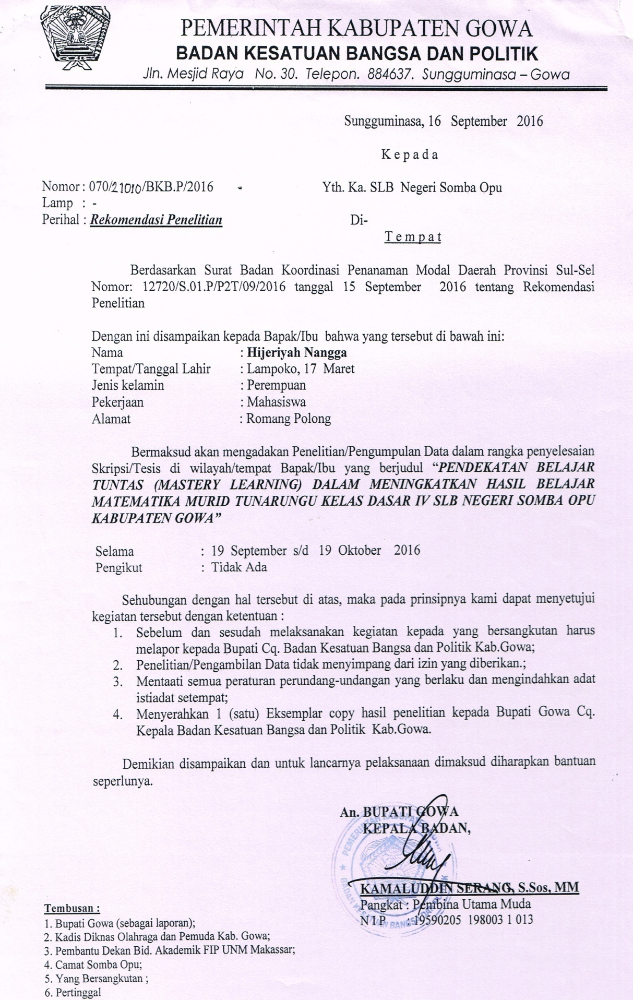 PEMERINTAH KABUPATEN GOWA
BADAN KESATUAN BANGSA DAN POLITIK
Jln. Mesjid Raya No. 30. Telepon. 884637. Sungguminasa – Gowa
Sungguminasa, 16 September 2016
K e p a d a
Nomor : 070/21010/BKB.P/2016
Yth. Ka. SLB Negeri Somba Opu
Lamp : -
Perihal : Rekomendasi Penelitian
Di-
T e m p a t
Berdasarkan Surat Badan Koordinasi Penanaman Modal Daerah Provinsi Sul-Sel
Nomor: 12720/S.01.P/P2T/09/2016 tanggal 15 September 2016 tentang Rekomendasi
Penelitian
Dengan ini disampaikan kepada Bapak/Ibu bahwa yang tersebut di bawah ini:
Nama : Hijeriyah Nangga
Tempat/Tanggal Lahir : Lampoko, 17 Maret
Jenis kelamin : Perempuan
Pekerjaan : Mahasiswa
Alamat : Romang Polong
Bermaksud akan mengadakan Penelitian/Pengumpulan Data dalam rangka penyelesaian
Skripsi/Tesis di wilayah/tempat Bapak/Ibu yang berjudul “PENDEKATAN BELAJAR
TUNTAS (MASTERY LEARNING) DALAM MENINGKATKAN HASIL BELAJAR
MATEMATIKA MURID TUNARUNGU KELAS DASAR IV SLB NEGERI SOMBA OPU
KABUPATEN GOWA”
Selama : 19 September s/d 19 Oktober 2016
Pengikut : Tidak Ada
Sehubungan dengan hal tersebut di atas, maka pada prinsipnya kami dapat menyetujui
kegiatan tersebut dengan ketentuan :
1. Sebelum dan sesudah melaksanakan kegiatan kepada yang bersangkutan harus
melapor kepada Bupati Cq. Badan Kesatuan Bangsa dan Politik Kab.Gowa;
2. Penelitian/Pengambilan Data tidak menyimpang dari izin yang diberikan.;
3. Mentaati semua peraturan perundang-undangan yang berlaku dan mengindahkan adat
istiadat setempat;
4. Menyerahkan 1 (satu) Eksemplar copy hasil penelitian kepada Bupati Gowa Cq.
Kepala Badan Kesatuan Bangsa dan Politik Kab.Gowa.
Demikian disampaikan dan untuk lancarnya pelaksanaan dimaksud diharapkan bantuan
seperlunya.
An. BUPATI GOWA
KEPALA BADAN,
PEMERINTAH KABUPATEN GOWA
BADAN KESATUAN BANGSA DAN POLITIK
KAMALUDDIN SERANG, S.Sos, MM
Pangkat : Pembina Utama Muda
N I P : 19590205 198003 1 013
Tembusan :
1. Bupati Gowa (sebagai laporan);
2. Kadis Diknas Olahraga dan Pemuda Kab. Gowa;
3. Pembantu Dekan Bid. Akademik FIP UNM Makassar;
4. Camat Somba Opu;
5. Yang Bersangkutan ;
6. Pertinggal